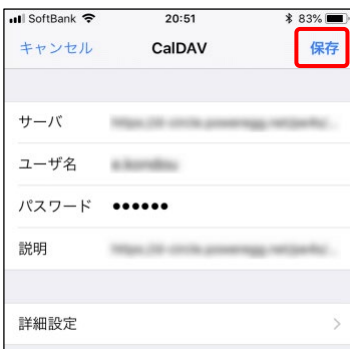 SoftBank 20:51 83%
キャンセル CalDAV 保存
サーバ
ユーザ名
パスワード ●●●●●●
説明
詳細設定